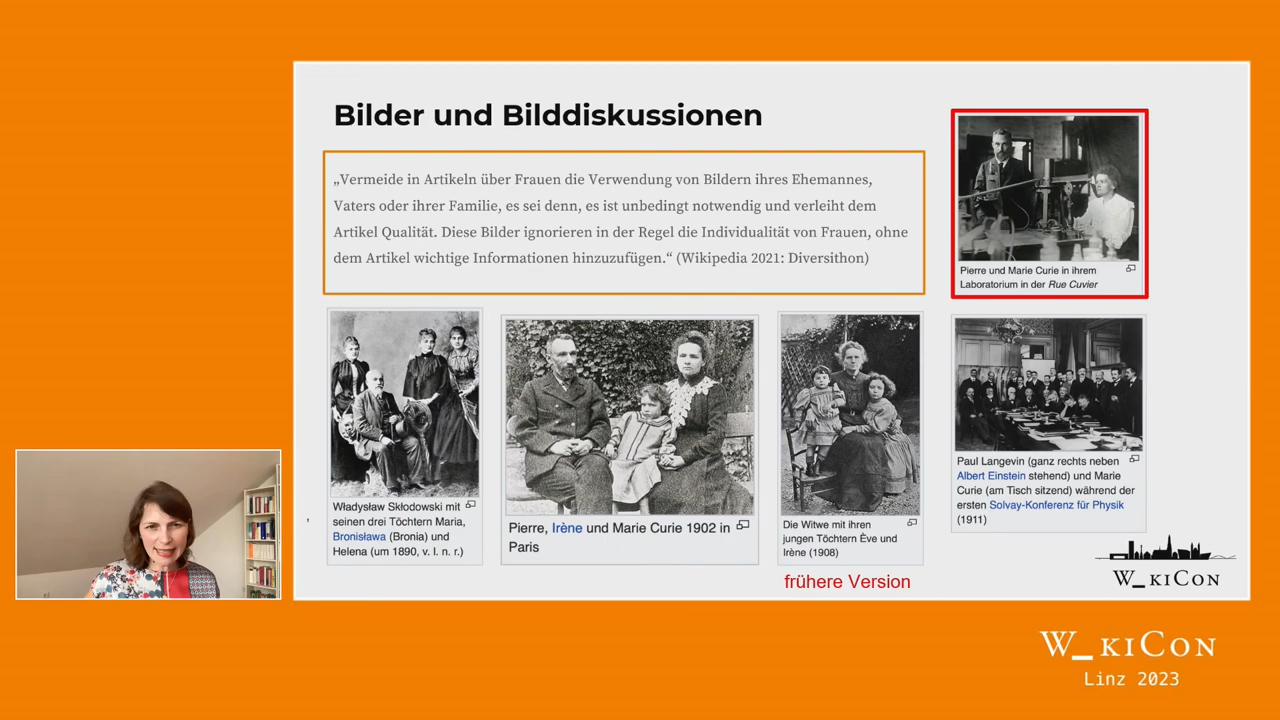 Bilder und Bilddiskussionen
„Vermeide in Artikeln über Frauen die Verwendung von Bildern ihres Ehemannes,
Vaters oder ihrer Familie, es sei denn, es ist unbedingt notwendig und verleiht dem
Artikel Qualität. Diese Bilder ignorieren in der Regel die Individualität von Frauen, ohne
dem Artikel wichtige Informationen hinzuzufügen.“ (Wikipedia 2021: Diversithon)
Pierre und Marie Curie in ihrem
Laboratorium in der Rue Cuvier
Władysław Skłodowski mit
seinen drei Töchtern Maria,
Bronisława (Bronia) und
Helena (um 1890, v. l. n. r.)
Pierre, Irène und Marie Curie 1902 in
Paris
Die Witwe mit ihren
jungen Töchtern Ève und
Irène (1908)
frühere Version
Paul Langevin (ganz rechts neben
Albert Einstein stehend) und Marie
Curie (am Tisch sitzend) während der
ersten Solvay-Konferenz für Physik
(1911)
W_KICON
W_KICON
Linz 2023